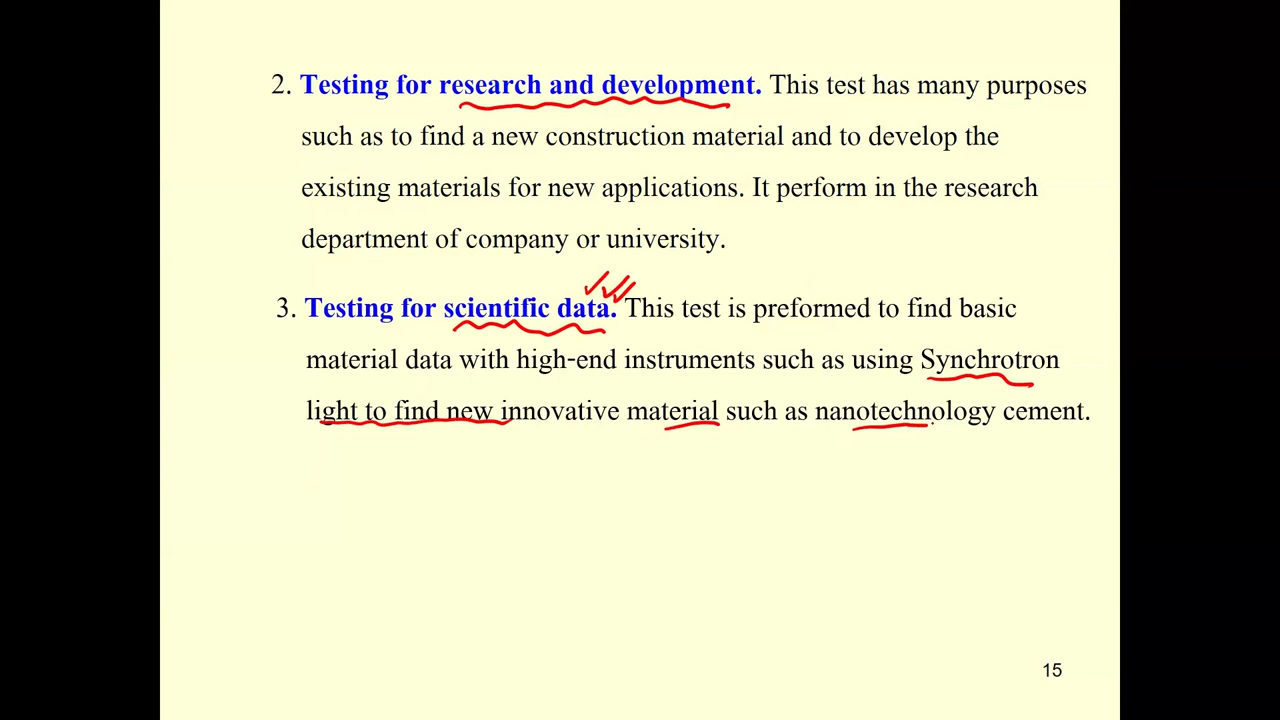 2. Testing for research and development. This test has many purposes
such as to find a new construction material and to develop the
existing materials for new applications. It perform in the research
department of company or university.
3. Testing for scientific data. This test is preformed to find basic
material data with high-end instruments such as using Synchrotron
light to find new innovative material such as nanotechnology cement.
15